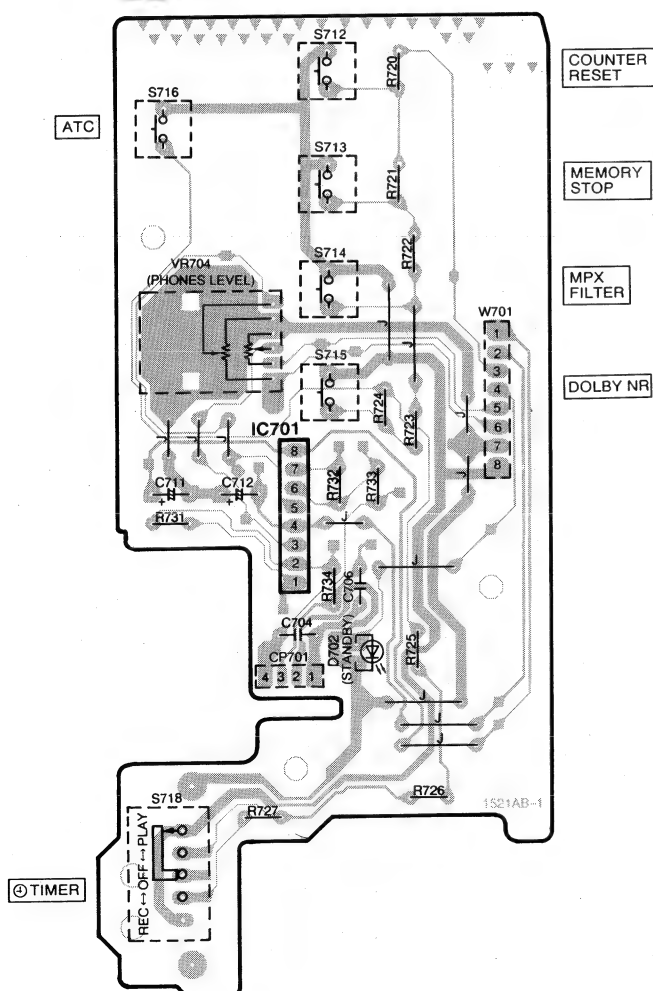 S712
COUNTER
RESET
R720
S716
ATC
S713
MEMORY
STOP
R721
R722
S714
VR704
(PHONES LEVEL)
MPX
FILTER
W701
J
J
1
2
3
4
5
6
7
8
S715
DOLBY NR
R724
R723
J
J
IC701
J
J
J
8
7
6
5
4
3
2
1
R732
R733
C711
+
C712
+
R731
J
J
R734
C706
C704
CP701
4 3 2 1
D702
(STANDBY)
R725
J
J
J
R726
1521AB-1
S718
R727
④TIMER
REC↔OFF↔PLAY